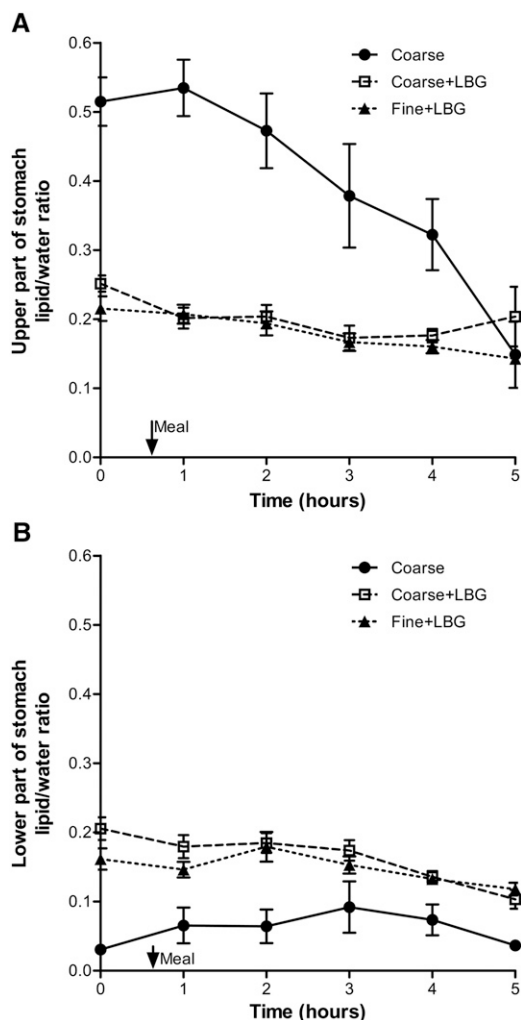 A
Upper part of stomach
lipid/water ratio
0.6
0.5
0.4
0.3
0.2
0.1
0.0
Coarse
Coarse+LBG
Fine+LBG
Meal
0 1 2 3 4 5
Time (hours)
B
Lower part of stomach
lipid/water ratio
0.6
0.5
0.4
0.3
0.2
0.1
0.0
Coarse
Coarse+LBG
Fine+LBG
Meal
0 1 2 3 4 5
Time (hours)